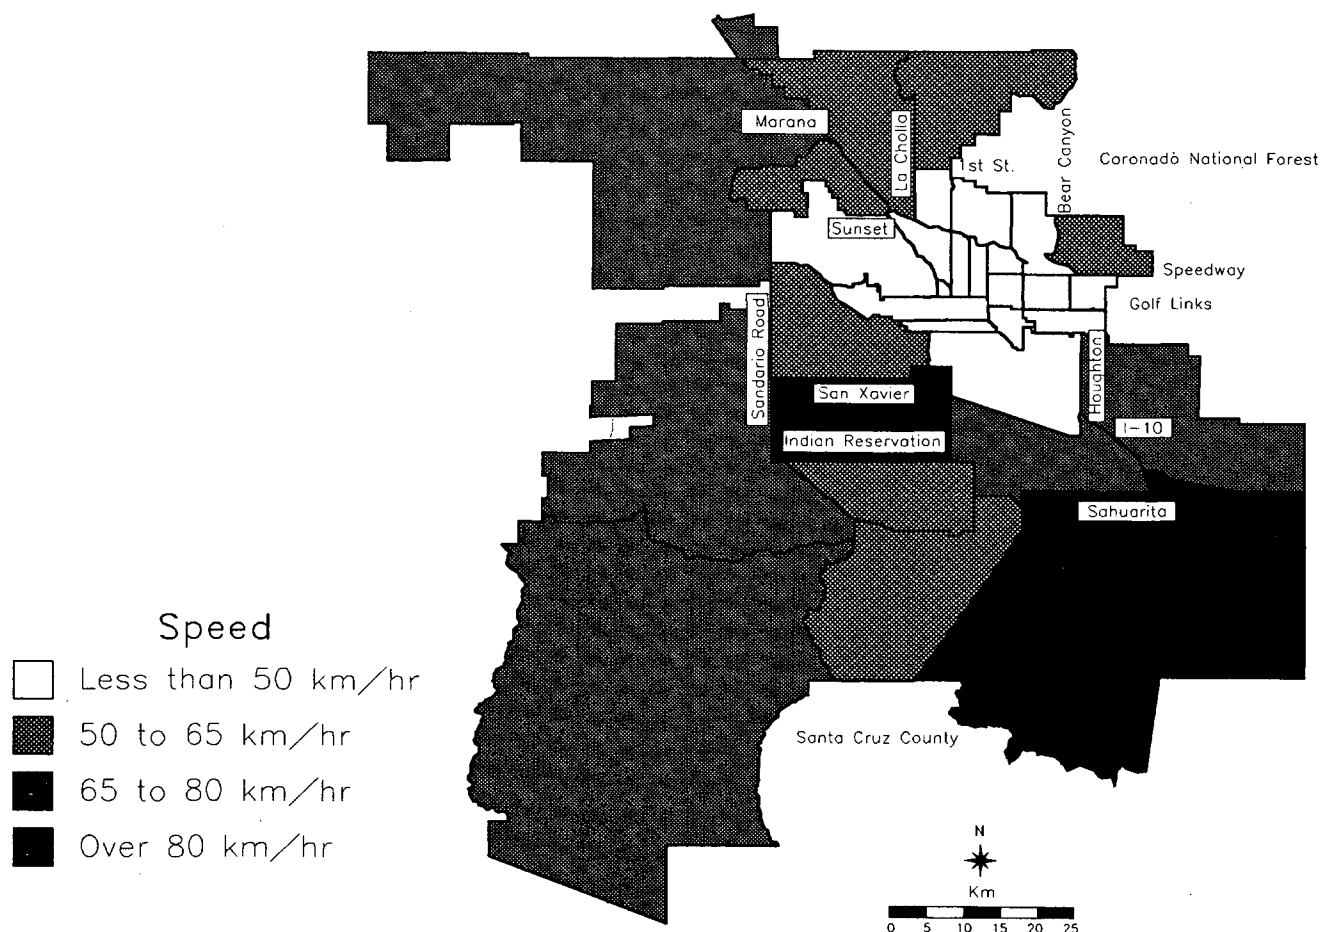 Marana
La Cholla
1st St.
Bear Canyon
Coronado National Forest
Sunset
Speedway
Golf Links
Sandario Road
Houghton
San Xavier
I-10
Indian Reservation
Sahuarita
Speed
Less than 50 km/hr
50 to 65 km/hr
65 to 80 km/hr
Over 80 km/hr
Santa Cruz County
N
Km
0 5 10 15 20 25